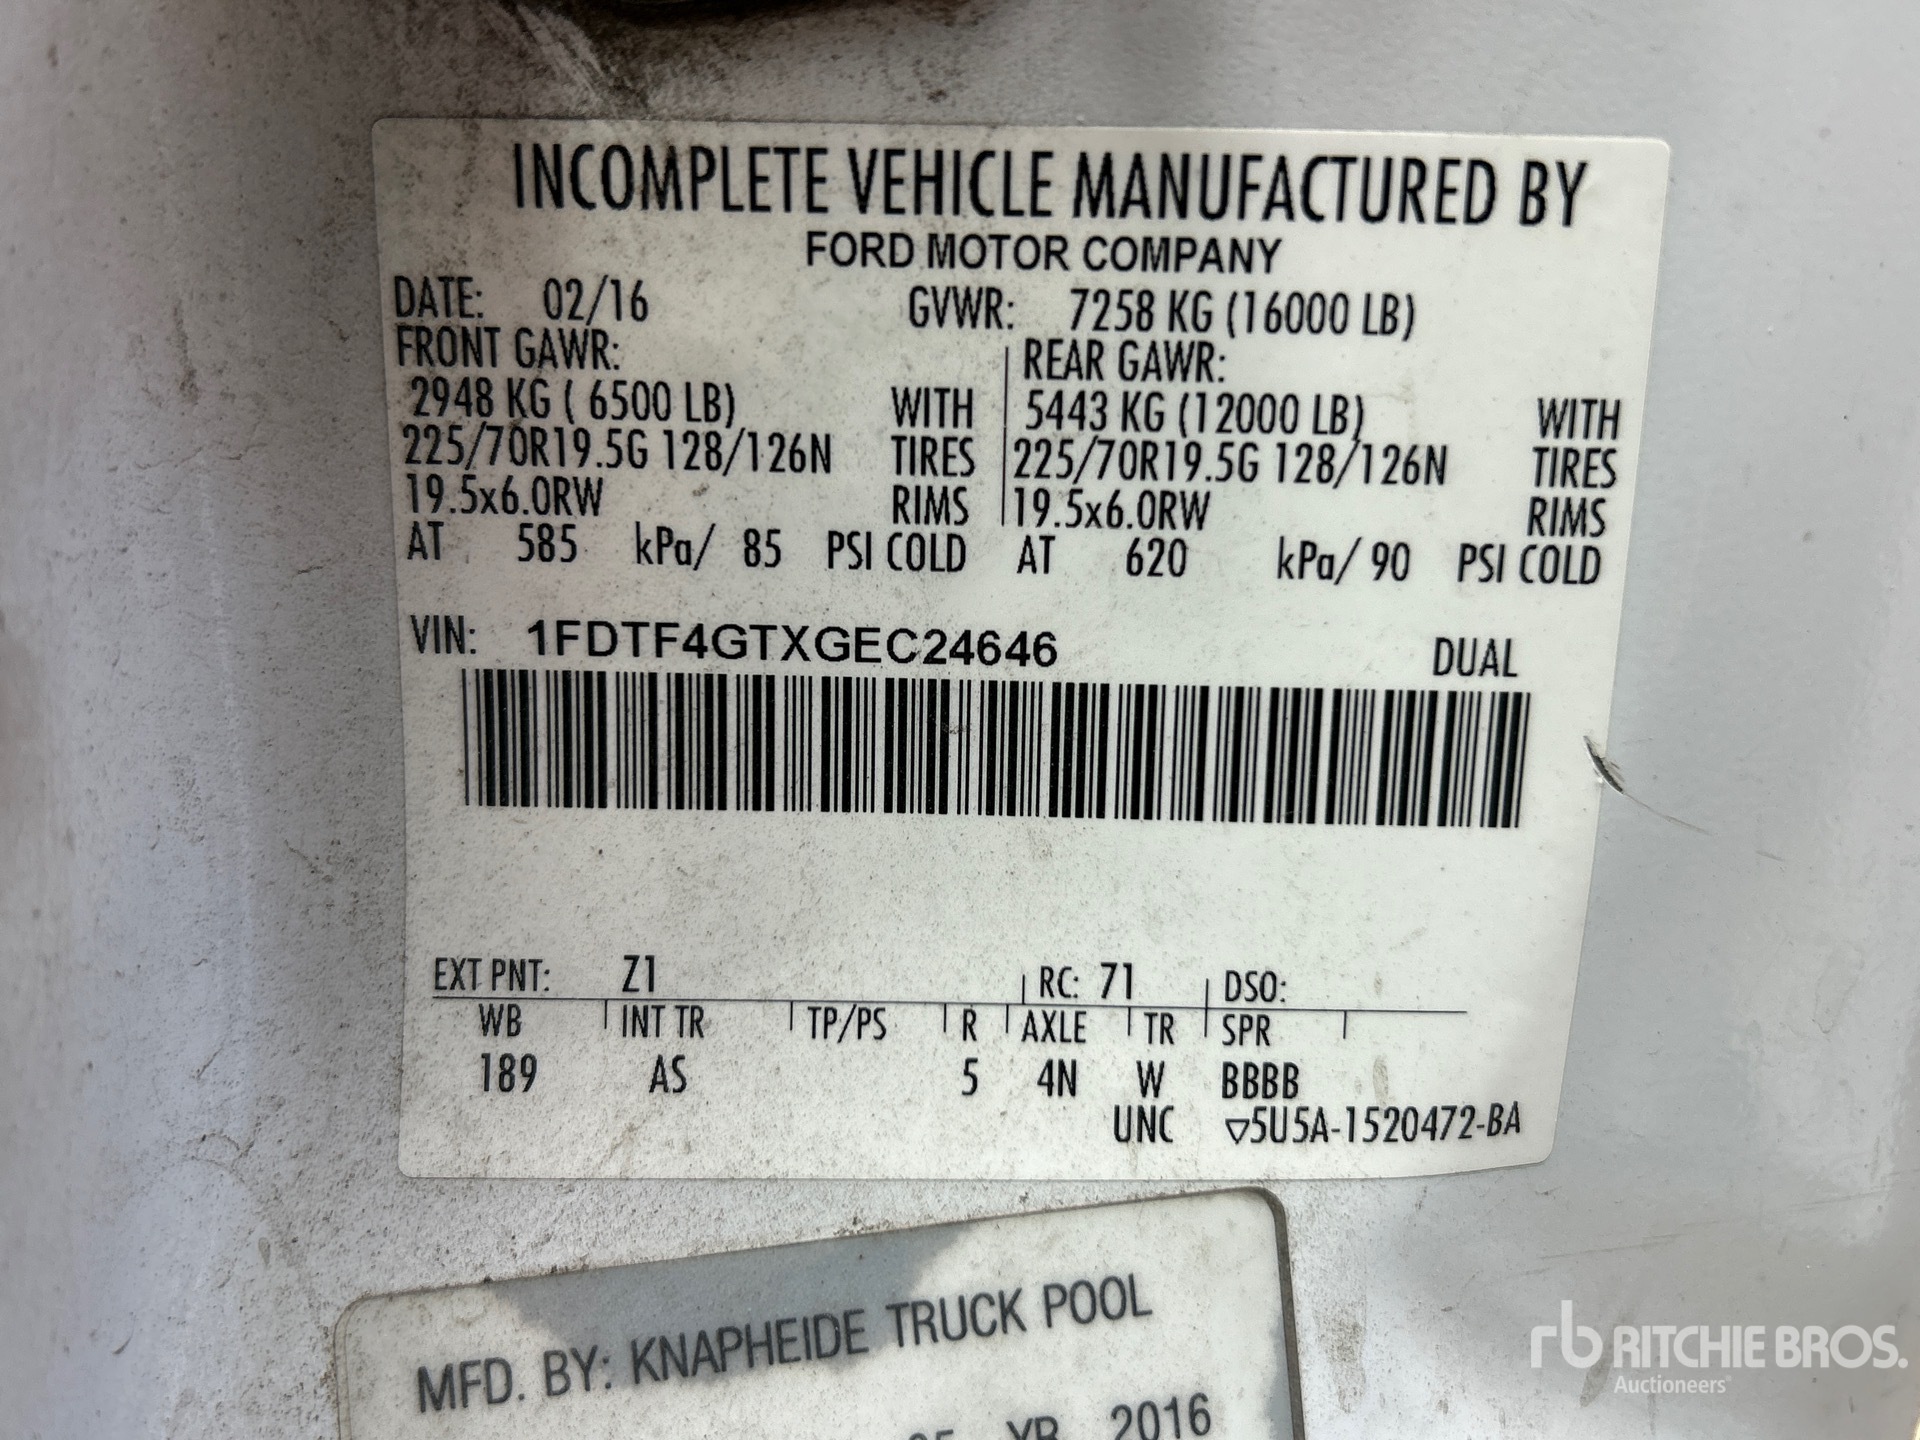 INCOMPLETE VEHICLE MANUFACTURED BY
FORD MOTOR COMPANY
DATE: 02/16 GVWR: 7258 KG (16000 LB)
FRONT GAWR: REAR GAWR:
2948 KG ( 6500 LB) WITH 5443 KG (12000 LB) WITH
225/70R19.5G 128/126N TIRES 225/70R19.5G 128/126N TIRES
19.5x6.0RW RIMS 19.5x6.0RW RIMS
AT 585 kPa/ 85 PSI COLD AT 620 kPa/ 90 PSI COLD
VIN: 1FDTF4GTXGEC24646 DUAL
EXT PNT: Z1 RC: 71 DSO:
WB INT TR TP/PS R AXLE TR SPR
189 AS 5 4N W BBBB
UNC ▽5U5A-1520472-BA
MFD. BY: KNAPHEIDE TRUCK POOL
YR 2016
rb RITCHIE BROS.
Auctioneers